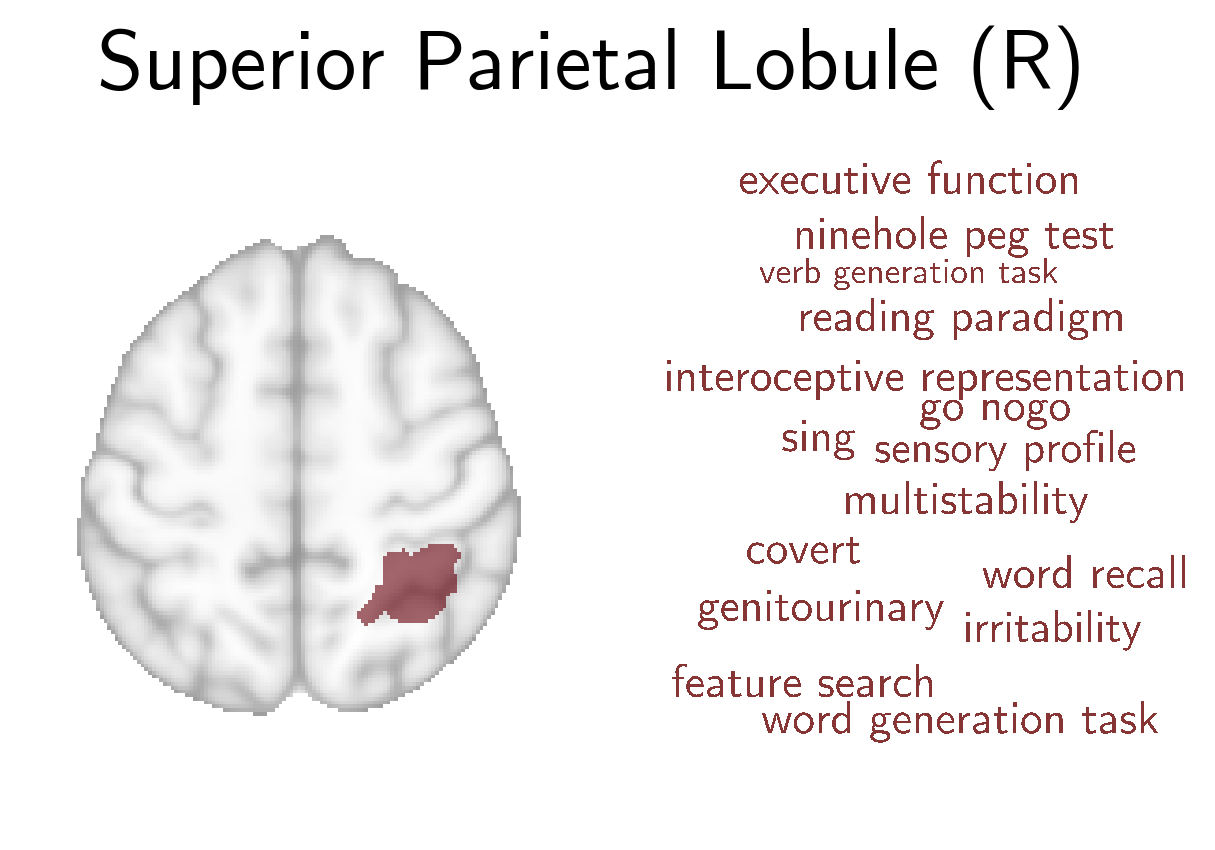 Superior Parietal Lobule (R)
executive function
ninehole peg test
verb generation task
reading paradigm
interoceptive representation
go nogo
sing
sensory profile
multistability
covert
word recall
genitourinary
irritability
feature search
word generation task